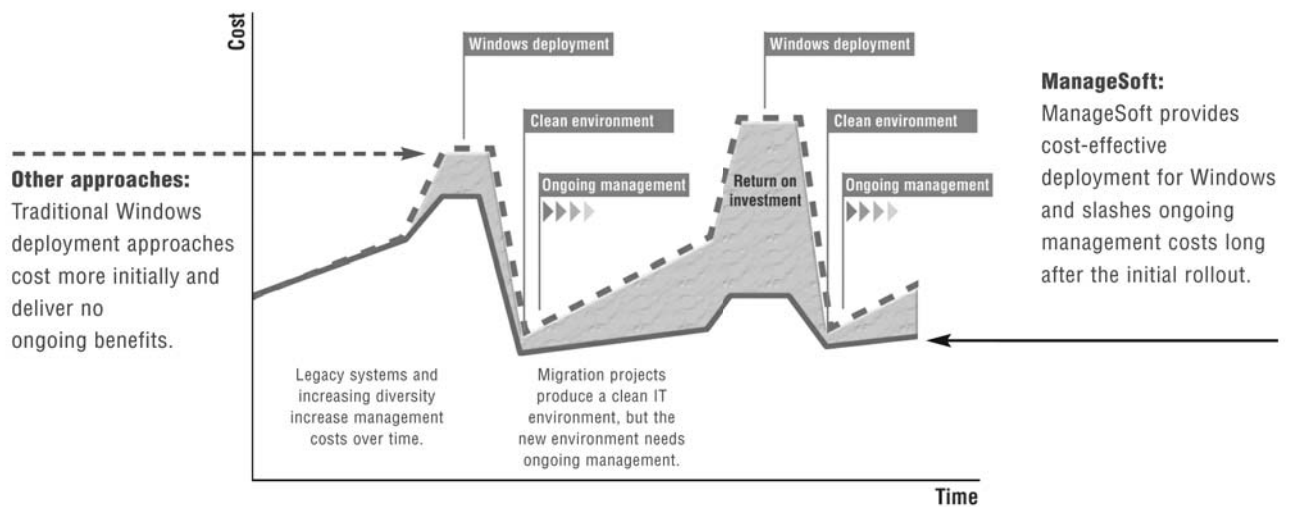 Cost
Windows deployment
Windows deployment
Clean environment
Clean environment
Ongoing management
Ongoing management
Return on
investment
Other approaches:
Traditional Windows
deployment approaches
cost more initially and
deliver no
ongoing benefits.
ManageSoft:
ManageSoft provides
cost-effective
deployment for Windows
and slashes ongoing
management costs long
after the initial rollout.
Legacy systems and
increasing diversity
increase management
costs over time.
Migration projects
produce a clean IT
environment, but the
new environment needs
ongoing management.
Time